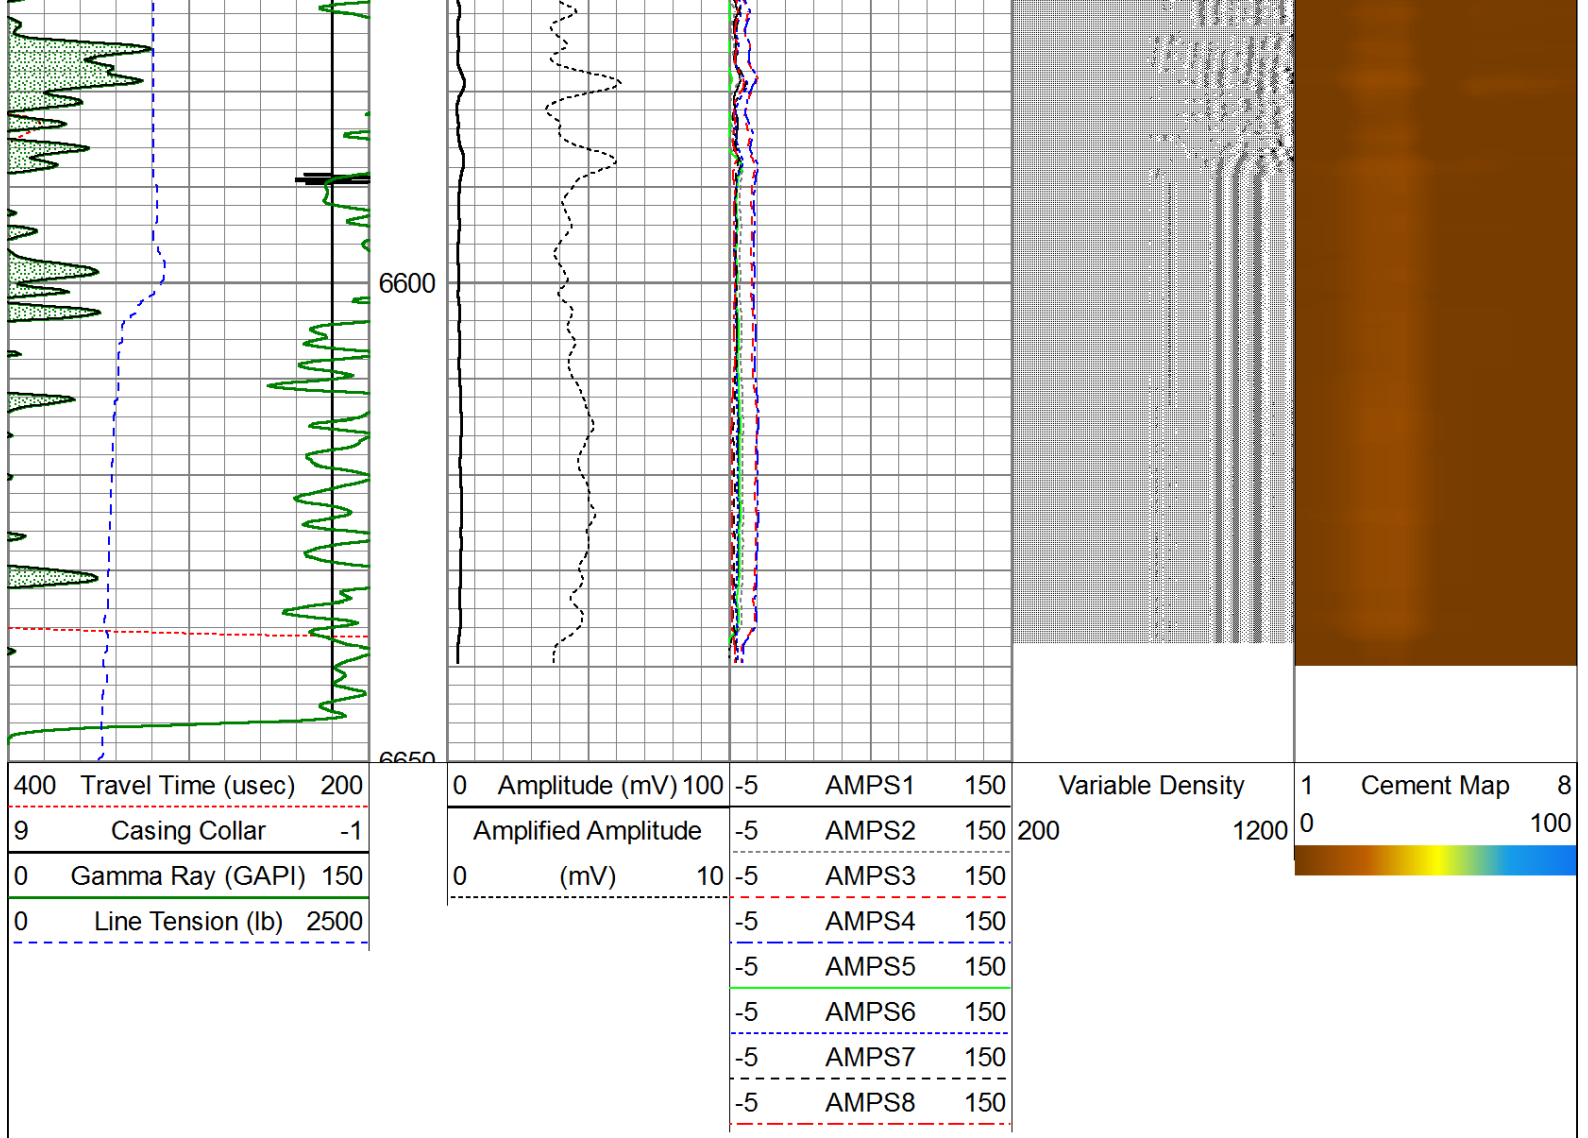 6600
6650
400 Travel Time (usec) 200
9 Casing Collar -1
0 Gamma Ray (GAPI) 150
0 Line Tension (lb) 2500
0 Amplitude (mV) 100
Amplified Amplitude
0 (mV) 10
-5 AMPS1 150
-5 AMPS2 150
-5 AMPS3 150
-5 AMPS4 150
-5 AMPS5 150
-5 AMPS6 150
-5 AMPS7 150
-5 AMPS8 150
Variable Density
200 1200
1 Cement Map 8
0 100